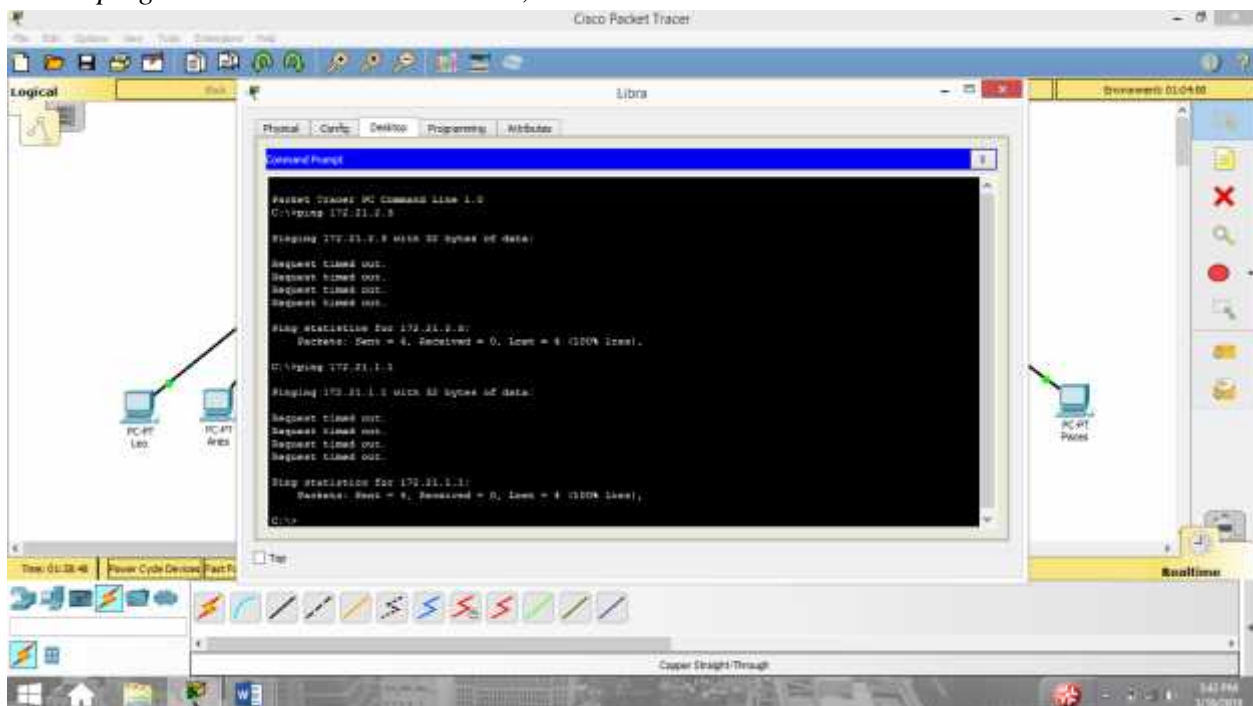 Cisco Packet Tracer
Logical
Libra
Physical Config Desktop Programming Attributes
Command Prompt
X
Packet Tracer PC Command Line 1.0
C:\>ping 172.21.2.
Pinging 172.21.2. with 32 bytes of data:
Request timed out.
Request timed out.
Request timed out.
Request timed out.
Ping statistics for 172.21.2.
Packets: Sent = 4, Received = 0, Lost = 4 (100% loss),
C:\>ping 172.21.1.1
Pinging 172.21.1.1 with 32 bytes of data:
Request timed out.
Request timed out.
Request timed out.
Request timed out.
Ping statistics for 172.21.1.1:
Packets: Sent = 4, Received = 0, Lost = 4 (100% loss),
C:\>
PC-PT
Leo
PC-PT
Aries
PC-PT
Top
Power Cycle Devices
Realtime
Copper Straight-Through